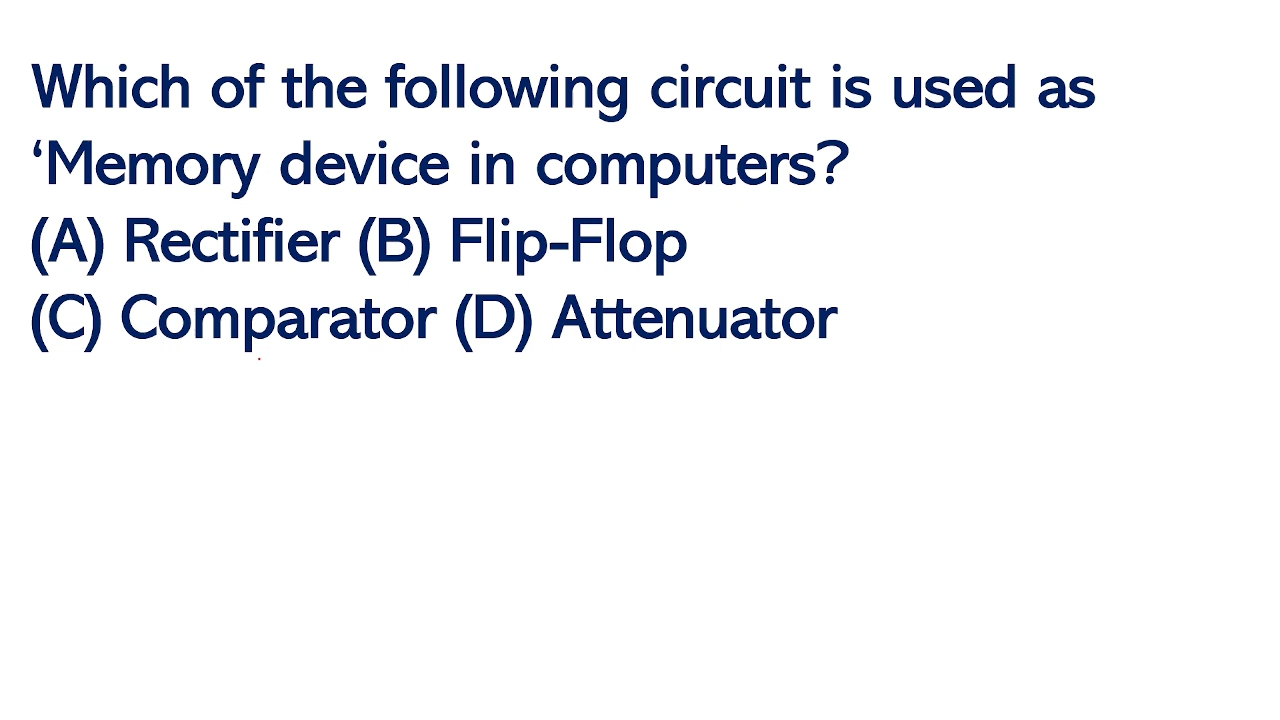 Which of the following circuit is used as
‘Memory device in computers?
(A) Rectifier (B) Flip-Flop
(C) Comparator (D) Attenuator